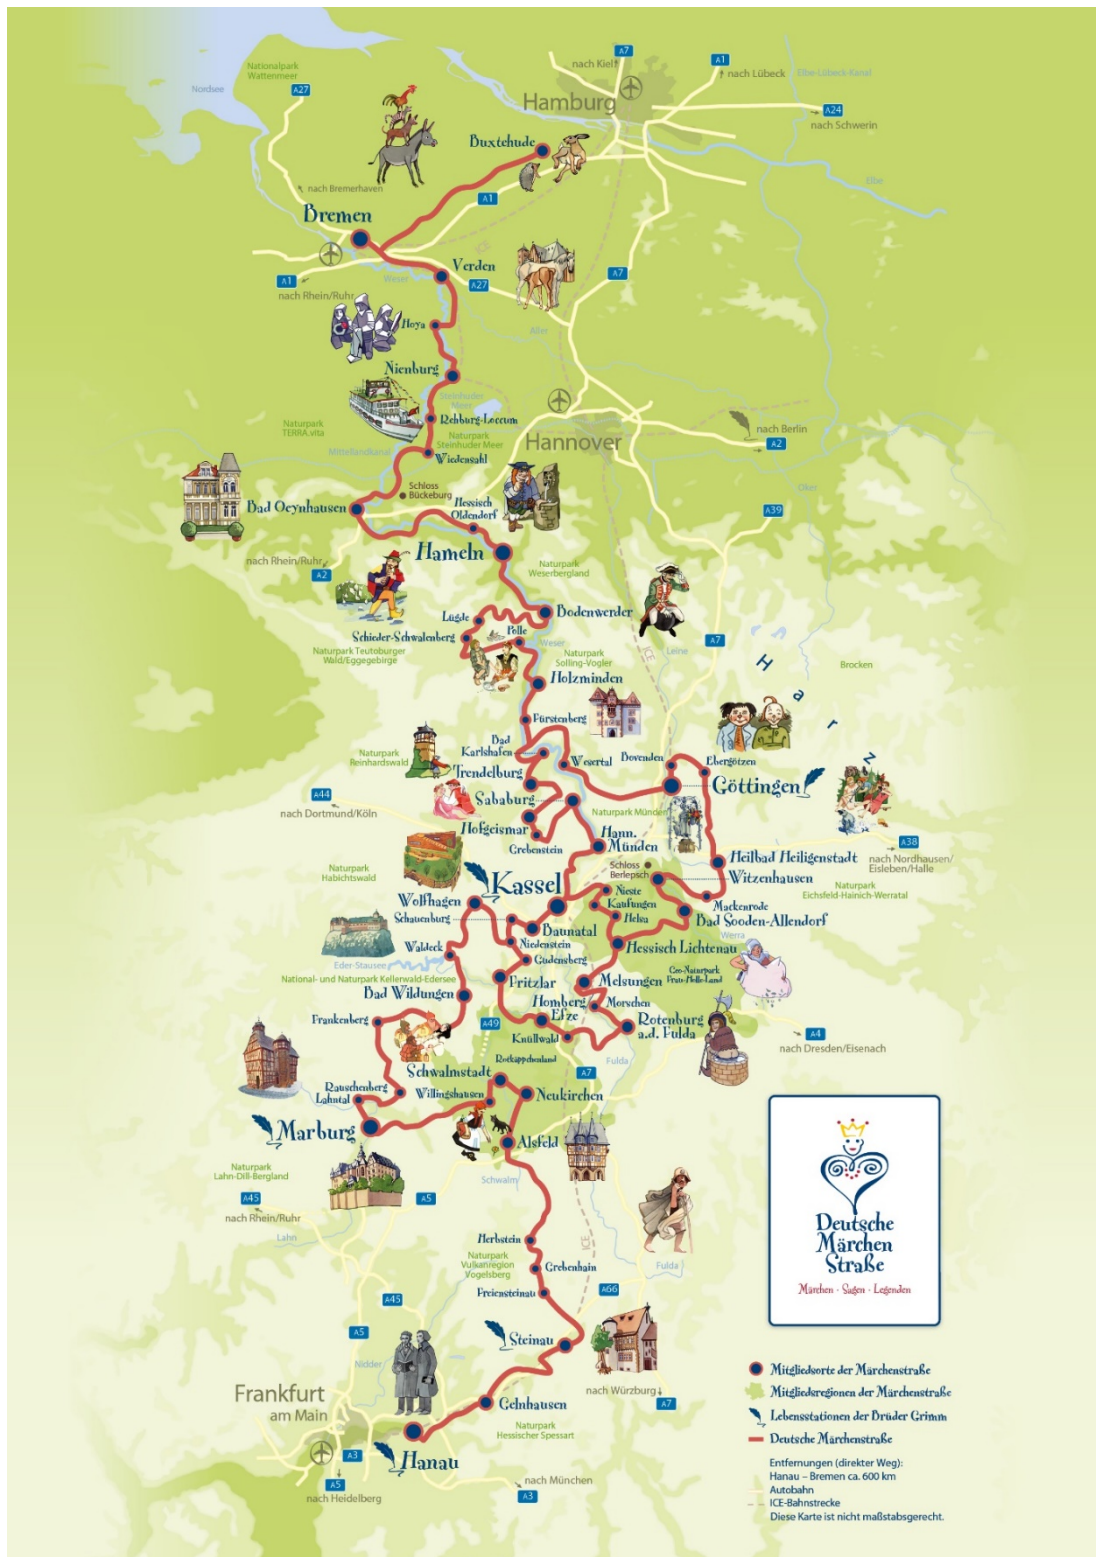 Nationalpark
Wattenmeer
Nordsee
A27
nach Kiel
A7
A1
nach Lübeck
Elbe-Lübeck-Kanal
Hamburg
A24
nach Schwerin
Buxtehude
Elbe
nach Bremerhaven
A1
Bremen
ICE
A1
nach Rhein/Ruhr
Weser
Verden
A27
A7
Hoya
Aller
Nienburg
Steinhuder
Meer
Rehburg-Loccum
Naturpark
TERRA.vita
Mittellandkanal
Naturpark
Steinhuder Meer
Wiedensahl
Hannover
nach Berlin
A2
Schloss
Bückeburg
Bad Oeynhausen
Hessisch
Oldendorf
Oker
A39
nach Rhein/Ruhr
A2
Hameln
Naturpark
Weserbergland
Lügde
Bodenwerder
Schieder-Schwalenberg
Polle
Weser
Naturpark Teutoburger
Wald/Eggegebirge
Naturpark
Solling-Vogler
ICE
Leine
A7
Harz
Brocken
Holzminden
Fürstenberg
Bad
Karlshafen
Naturpark
Reinhardswald
Trendelburg
Wesertal
Bovenden
Ebergötzen
Göttingen
Sababurg
A44
nach Dortmund/Köln
Naturpark Münden
Hofgeismar
Grebenstein
Hann.
Münden
A38
nach Nordhausen/
Eisleben/Halle
Schloss
Berlepsch
Heilbad Heiligenstadt
Witzenhausen
Naturpark
Habichtswald
Naturpark
Eichsfeld-Hainich-Werratal
Kassel
Wolfhagen
Nieste
Kaufungen
Mackenrode
Schauenburg
Helsa
Bad Sooden-Allendorf
Baunatal
Werra
Niedenstein
Hessisch Lichtenau
Waldeck
Gudensberg
Eder-Stausee
National- und Naturpark Kellerwald-Edersee
Fritzlar
Melsungen
Geo-Naturpark
Frau-Holle-Land
Bad Wildungen
Homberg
Efze
Morschen
Frankenberg
A49
Rotenburg
a.d. Fulda
Knüllwald
A4
nach Dresden/Eisenach
Rotkäppchenland
Fulda
Schwalmstadt
A7
Rauschenberg
Willingshausen
Neukirchen
Lahntal
Marburg
Alsfeld
Naturpark
Lahn-Dill-Bergland
Schwalm
A45
nach Rhein/Ruhr
A5
Lahn
Herbstein
ICE
Naturpark
Vulkanregion
Vogelsberg
Grebenhain
Fulda
Freiensteinau
A66
A45
A5
Steinau
Nidder
nach Würzburg
A7
Frankfurt
am Main
Gelnhausen
Naturpark
Hessischer Spessart
Hanau
A3
A5
nach Heidelberg
nach München
A3
Deutsche
Märchen
Straße
Märchen · Sagen · Legenden
Mitgliedsorte der Märchenstraße
Mitgliedsregionen der Märchenstraße
Lebensstationen der Brüder Grimm
Deutsche Märchenstraße
Entfernungen (direkter Weg):
Hanau – Bremen ca. 600 km
Autobahn
ICE-Bahnstrecke
Diese Karte ist nicht maßstabsgerecht.